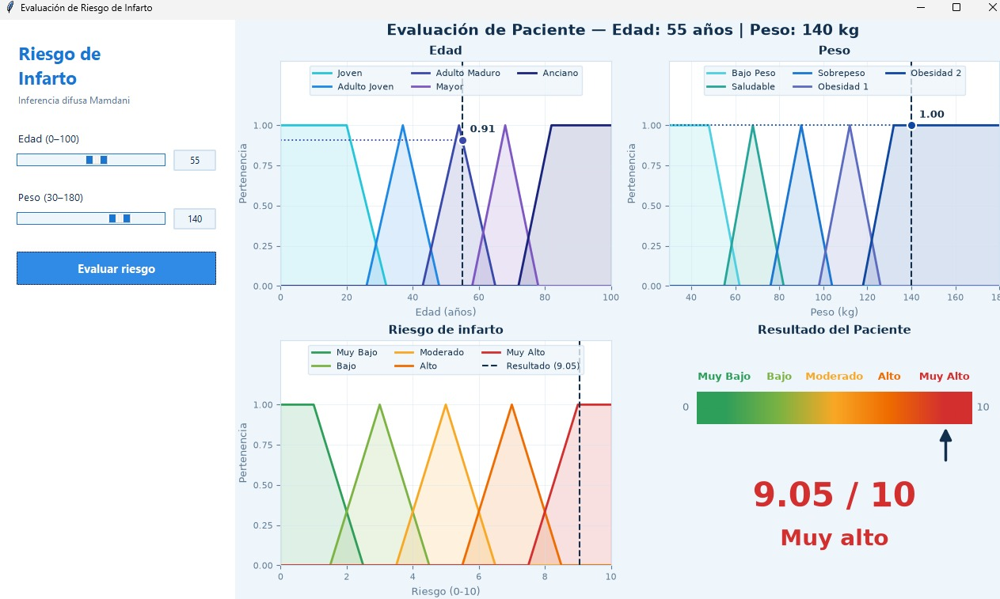 Evaluación de Riesgo de Infarto
Riesgo de
Infarto
Inferencia difusa Mamdani
Edad (0–100)
55
Peso (30–180)
140
Evaluar riesgo
Evaluación de Paciente — Edad: 55 años | Peso: 140 kg
Edad
Joven
Adulto Joven
Adulto Maduro
Mayor
Anciano
0.91
1.00
0.75
0.50
0.25
0.00
Pertenencia
0 20 40 60 80 100
Edad (años)
Peso
Bajo Peso
Saludable
Sobrepeso
Obesidad 1
Obesidad 2
1.00
1.00
0.75
0.50
0.25
0.00
Pertenencia
40 60 80 100 120 140 160 18
Peso (kg)
Riesgo de infarto
Muy Bajo
Bajo
Moderado
Alto
Muy Alto
Resultado (9.05)
1.00
0.75
0.50
0.25
0.00
Pertenencia
0 2 4 6 8 10
Riesgo (0-10)
Resultado del Paciente
Muy Bajo Bajo Moderado Alto Muy Alto
0 10
9.05 / 10
Muy alto